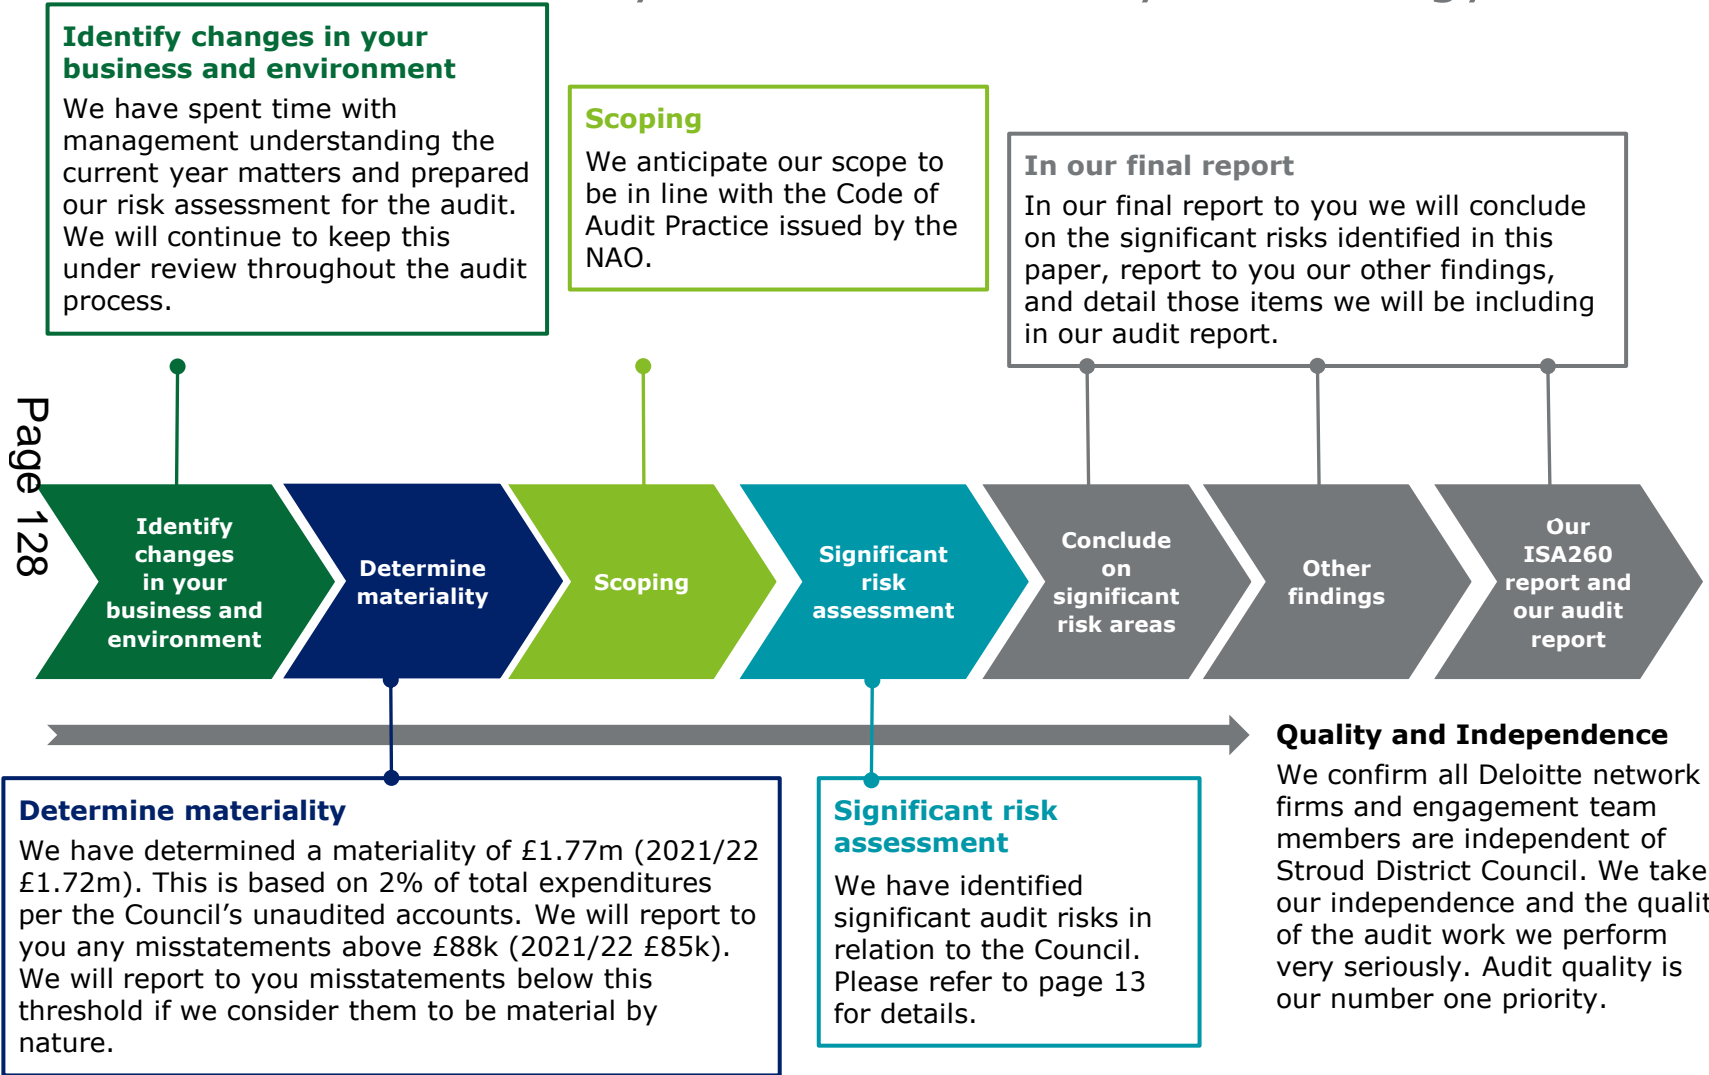 Identify changes in your
business and environment
We have spent time with
management understanding the
current year matters and prepared
our risk assessment for the audit.
We will continue to keep this
under review throughout the audit
process.
Scoping
We anticipate our scope to
be in line with the Code of
Audit Practice issued by the
NAO.
In our final report
In our final report to you we will conclude
on the significant risks identified in this
paper, report to you our other findings,
and detail those items we will be including
in our audit report.
Page 128
Identify
changes
in your
business and
environment
Determine
materiality
Scoping
Significant
risk
assessment
Conclude
on
significant
risk areas
Other
findings
Our
ISA260
report and
our audit
report
Determine materiality
We have determined a materiality of £1.77m (2021/22
£1.72m). This is based on 2% of total expenditures
per the Council’s unaudited accounts. We will report to
you any misstatements above £88k (2021/22 £85k).
We will report to you misstatements below this
threshold if we consider them to be material by
nature.
Significant risk
assessment
We have identified
significant audit risks in
relation to the Council.
Please refer to page 13
for details.
Quality and Independence
We confirm all Deloitte network
firms and engagement team
members are independent of
Stroud District Council. We take
our independence and the qualit
of the audit work we perform
very seriously. Audit quality is
our number one priority.